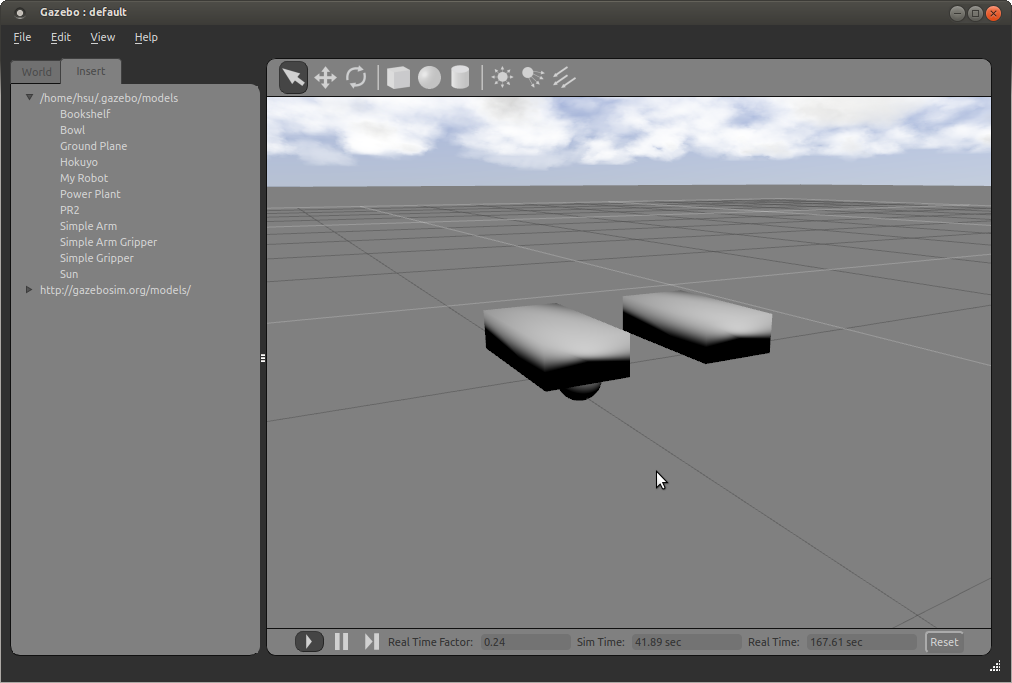 Gazebo : default
File Edit View Help
World Insert
/home/hsu/.gazebo/models
Bookshelf
Bowl
Ground Plane
Hokuyo
My Robot
Power Plant
PR2
Simple Arm
Simple Arm Gripper
Simple Gripper
Sun
http://gazebosim.org/models/
Real Time Factor: 0.24 Sim Time: 41.89 sec Real Time: 167.61 sec Reset